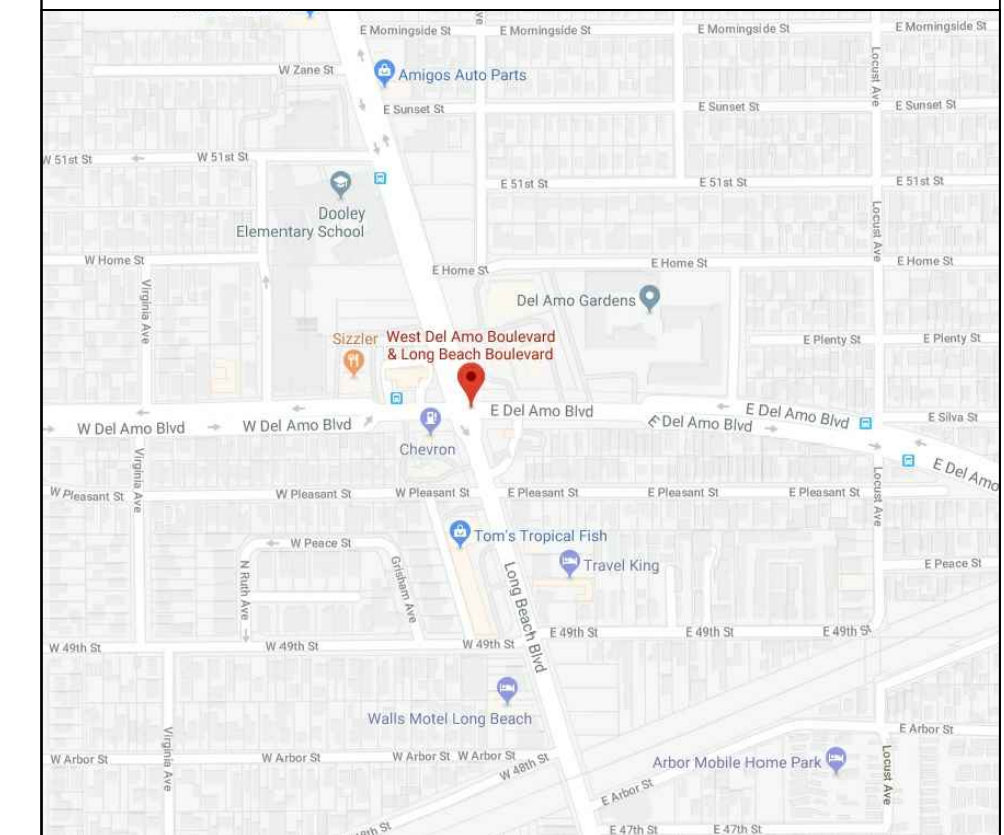 E Morningside St
E Morningside St
E Morningside St
E Morningside St
ve
W Zane St
Amigos Auto Parts
Locust Ave
E Sunset St
E Sunset St
E Sunset St
W 51st St
W 51st St
E 51st St
E 51st St
E 51st St
Dooley
Elementary School
Locust Ave
W Home St
E Home St
E Home St
E Home St
Virginia Ave
Del Amo Gardens
Sizzler
West Del Amo Boulevard
& Long Beach Boulevard
E Plenty St
E Plenty St
W Del Amo Blvd
W Del Amo Blvd
E Del Amo Blvd
E Del Amo Blvd
E Del Amo Blvd
E Silva St
Chevron
E Del Amo
Virginia Ave
Locust Ave
W Pleasant St
W Pleasant St
W Pleasant St
E Pleasant St
E Pleasant St
E Pleasant St
Tom's Tropical Fish
W Peace St
Travel King
E Peace St
N Ruth Ave
Grisham Ave
Long Beach Blvd
W 49th St
W 49th St
W 49th St
E 49th St
E 49th St
E 49th St
Walls Motel Long Beach
Virginia Ave
E Arbor St
W Arbor St
W Arbor St
W Arbor St
W Arbor St
W 48th St
Arbor Mobile Home Park
Locust Ave
E Arbor St
E 47th St
E 47th St